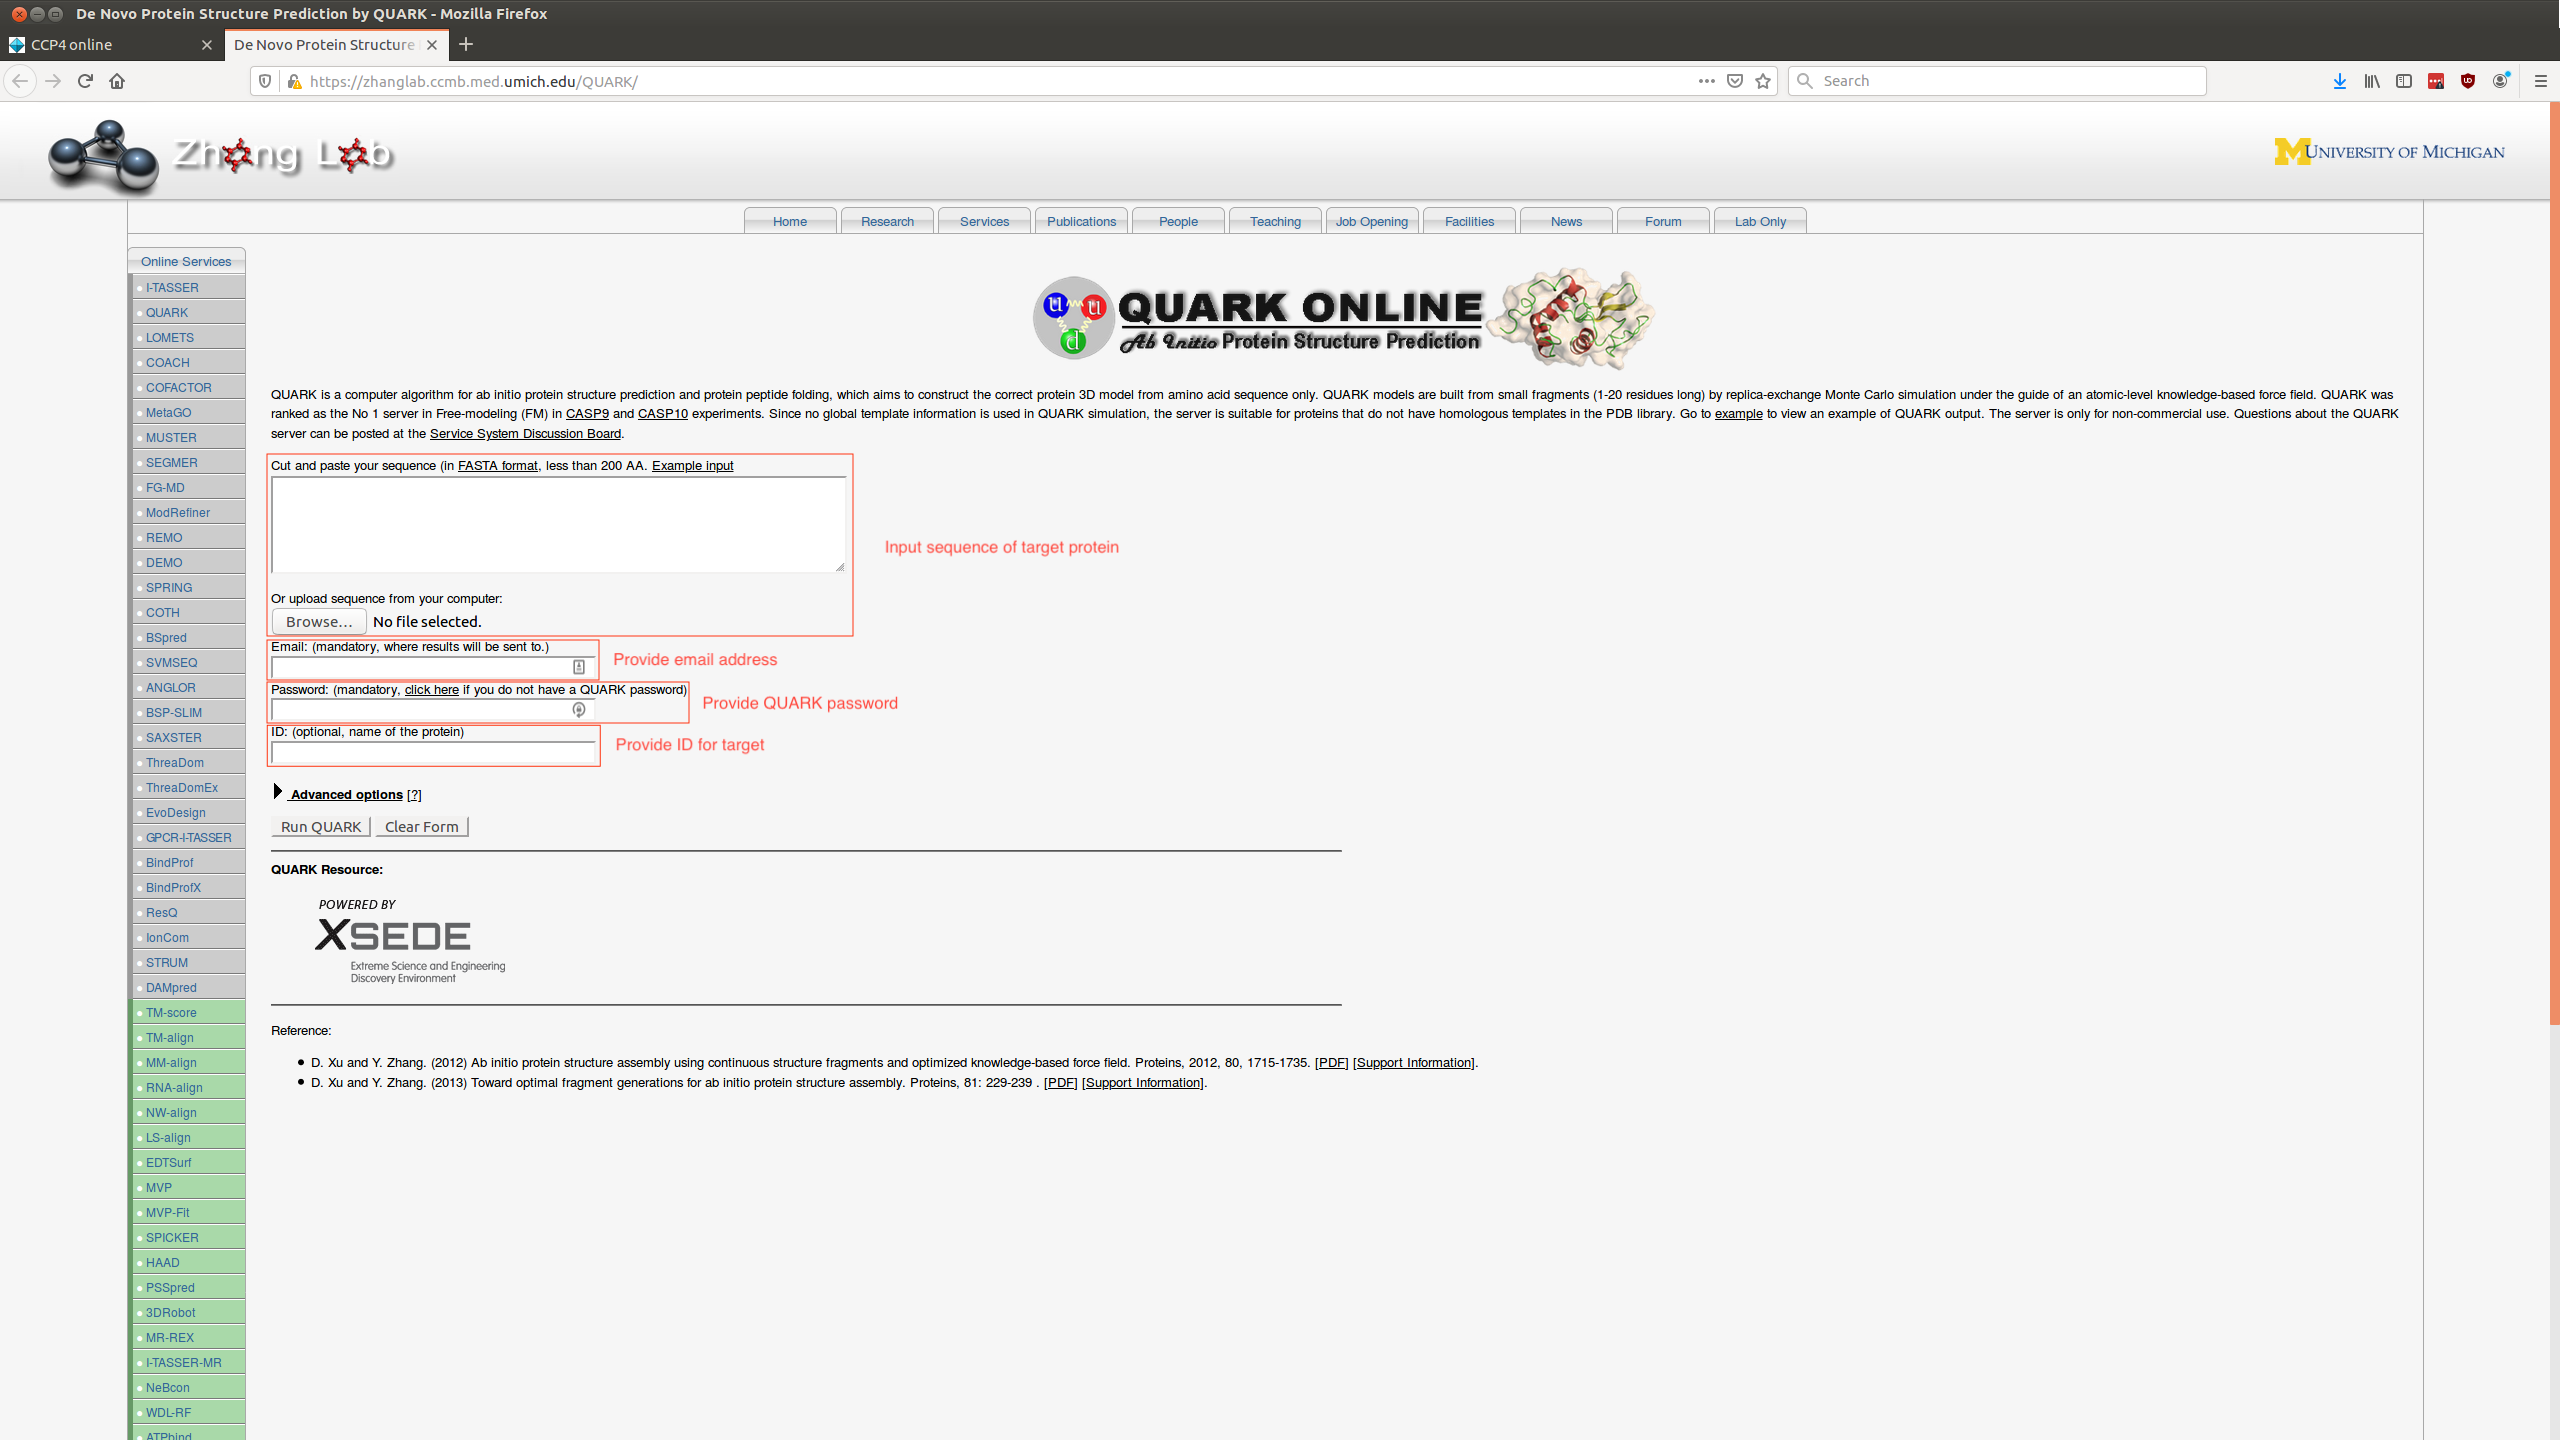 De Novo Protein Structure Prediction by QUARK - Mozilla Firefox
CCP4 online
De Novo Protein Structure
https://zhanglab.ccmb.med.umich.edu/QUARK/
Search
Zhang Lab
UNIVERSITY OF MICHIGAN
Home
Research
Services
Publications
People
Teaching
Job Opening
Facilities
News
Forum
Lab Only
Online Services
I-TASSER
QUARK
LOMETS
COACH
COFACTOR
MetaGO
MUSTER
SEGMER
FG-MD
ModRefiner
REMO
DEMO
SPRING
COTH
BSpred
SVMSEQ
ANGLOR
BSP-SLIM
SAXSTER
ThreaDom
ThreaDomEx
EvoDesign
GPCR-I-TASSER
BindProf
BindProfX
ResQ
IonCom
STRUM
DAMpred
TM-score
TM-align
MM-align
RNA-align
NW-align
LS-align
EDTSurf
MVP
MVP-Fit
SPICKER
HAAD
PSSpred
3DRobot
MR-REX
I-TASSER-MR
NeBcon
WDL-RF
ATPbind
u u d
QUARK ONLINE
Ab Initio Protein Structure Prediction
QUARK is a computer algorithm for ab initio protein structure prediction and protein peptide folding, which aims to construct the correct protein 3D model from amino acid sequence only. QUARK models are built from small fragments (1-20 residues long) by replica-exchange Monte Carlo simulation under the guide of an atomic-level knowledge-based force field. QUARK was
ranked as the No 1 server in Free-modeling (FM) in CASP9 and CASP10 experiments. Since no global template information is used in QUARK simulation, the server is suitable for proteins that do not have homologous templates in the PDB library. Go to example to view an example of QUARK output. The server is only for non-commercial use. Questions about the QUARK
server can be posted at the Service System Discussion Board.
Cut and paste your sequence (in FASTA format, less than 200 AA. Example input
Input sequence of target protein
Or upload sequence from your computer:
Browse... No file selected.
Email: (mandatory, where results will be sent to.)
Provide email address
Password: (mandatory, click here if you do not have a QUARK password)
Provide QUARK password
ID: (optional, name of the protein)
Provide ID for target
Advanced options [?]
Run QUARK
Clear Form
QUARK Resource:
POWERED BY
XSEDE
Extreme Science and Engineering
Discovery Environment
Reference:
D. Xu and Y. Zhang. (2012) Ab initio protein structure assembly using continuous structure fragments and optimized knowledge-based force field. Proteins, 2012, 80, 1715-1735. [PDF] [Support Information].
D. Xu and Y. Zhang. (2013) Toward optimal fragment generations for ab initio protein structure assembly. Proteins, 81: 229-239 . [PDF] [Support Information].